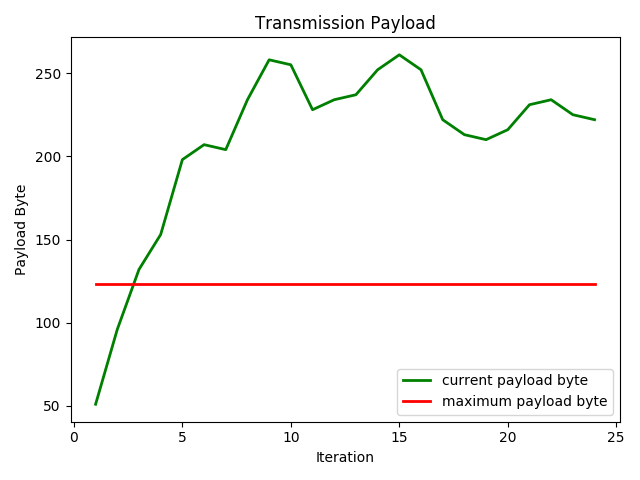 Transmission Payload
Payload Byte
250
200
150
100
50
0
5
10
15
20
25
Iteration
current payload byte
maximum payload byte